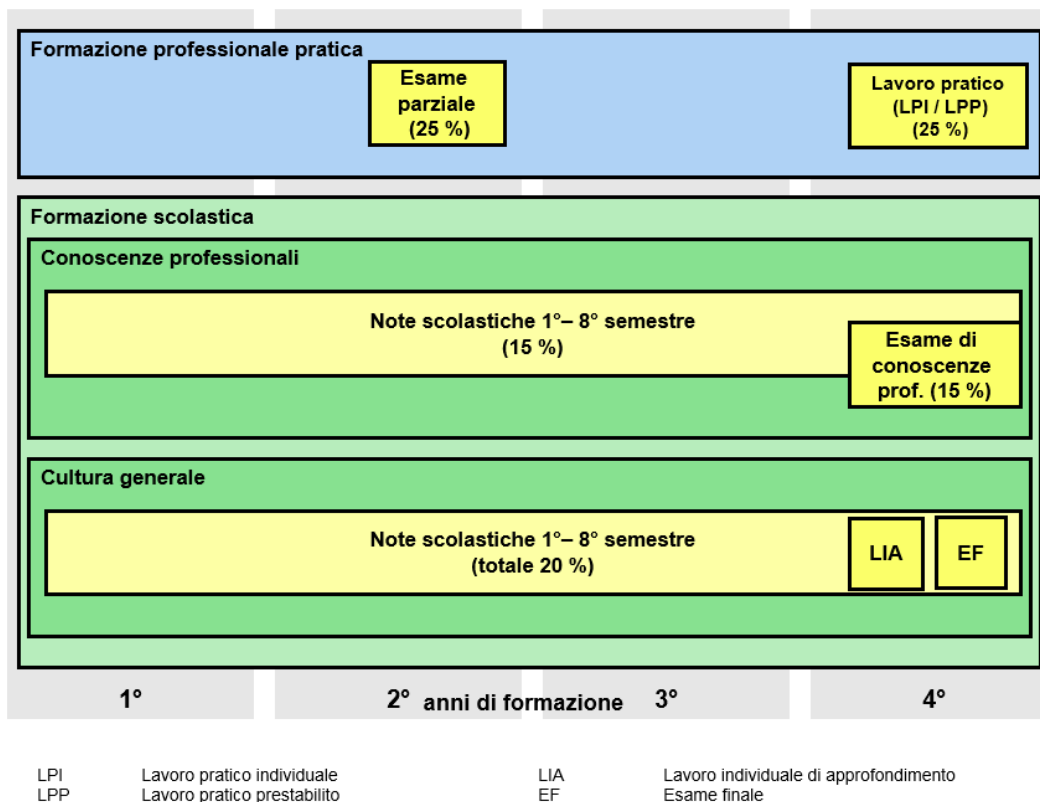 Formazione professionale pratica
Esame
parziale
(25 %)
Lavoro pratico
(LPI / LPP)
(25 %)
Formazione scolastica
Conoscenze professionali
Note scolastiche 1°– 8° semestre
(15 %)
Esame di
conoscenze
prof. (15 %)
Cultura generale
Note scolastiche 1°– 8° semestre
(totale 20 %)
LIA
EF
1° 2° anni di formazione 3° 4°
LPI Lavoro pratico individuale LIA Lavoro individuale di approfondimento
LPP Lavoro pratico prestabilito EF Esame finale